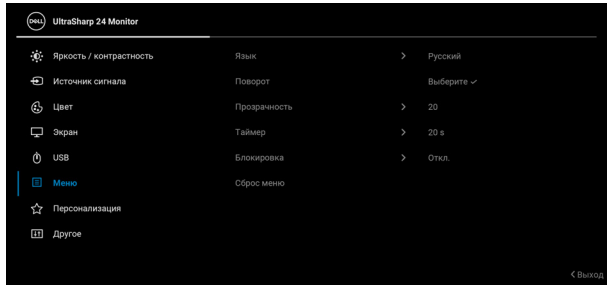 DELL UltraSharp 24 Monitor
Яркость / контрастность
Источник сигнала
Цвет
Экран
USB
Меню
Персонализация
Другое
Язык > Русский
Поворот Выберите ✓
Прозрачность > 20
Таймер > 20 s
Блокировка > Откл.
Сброс меню
< Выход